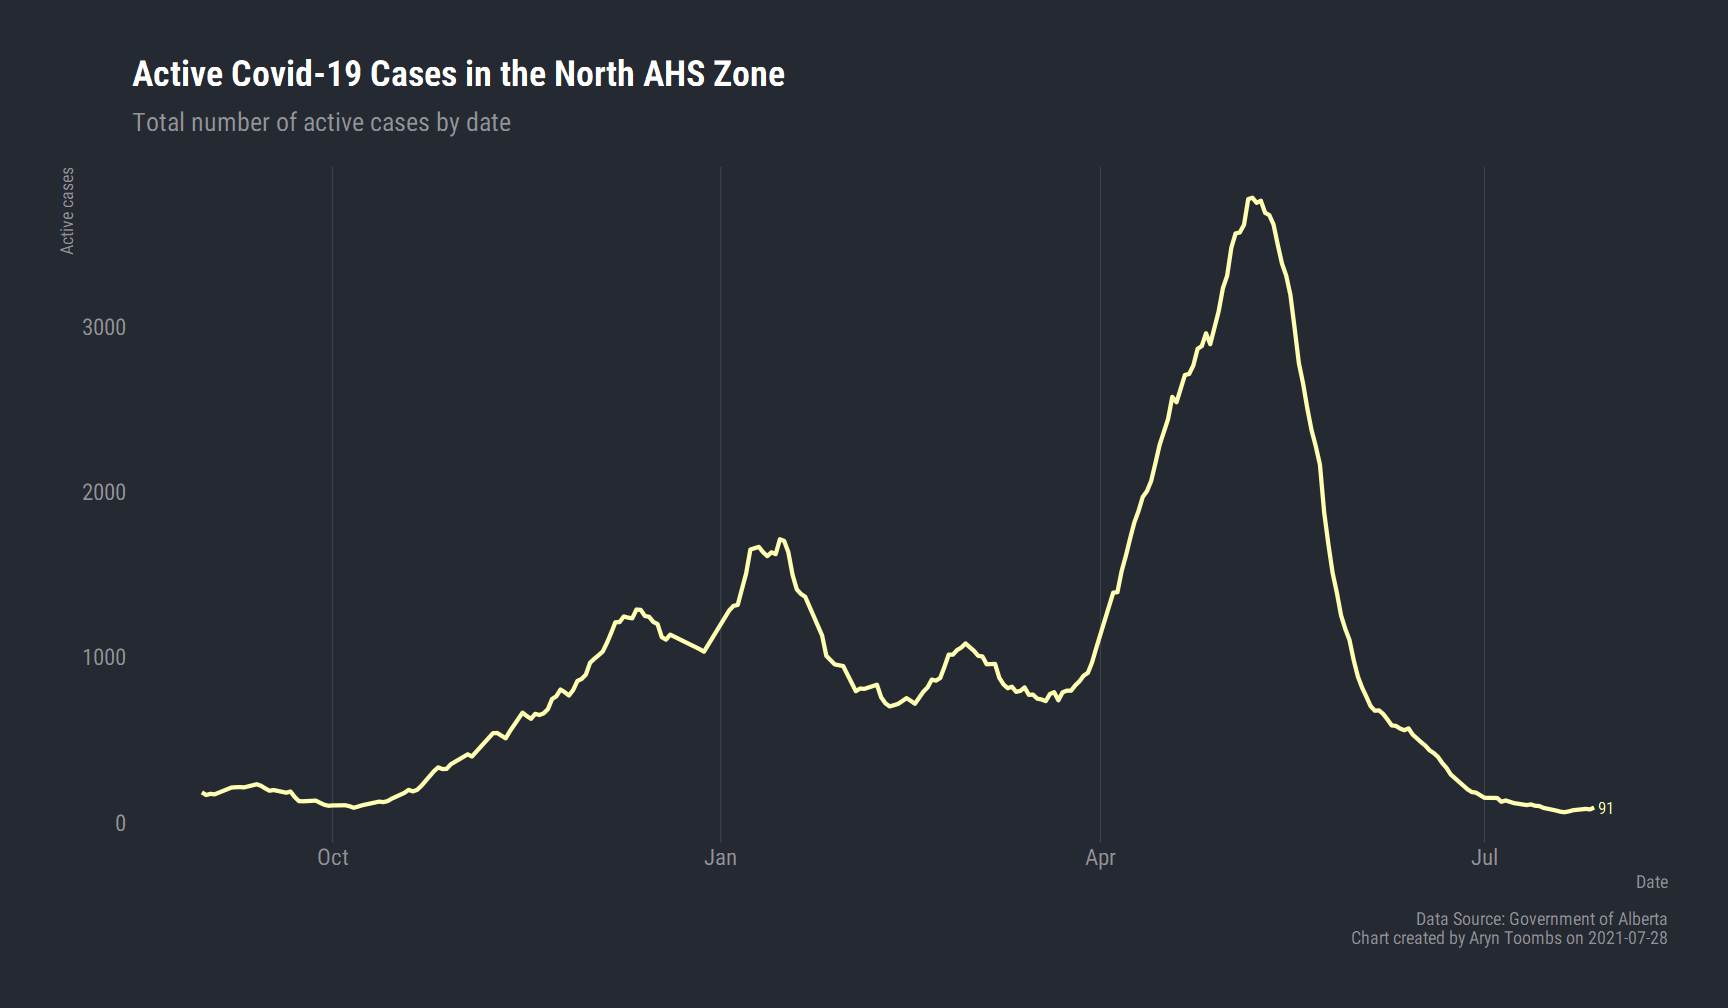 Active Covid-19 Cases in the North AHS Zone
Total number of active cases by date
Active cases
3000
2000
1000
0
91
Oct
Jan
Apr
Jul
Date
Data Source: Government of Alberta
Chart created by Aryn Toombs on 2021-07-28